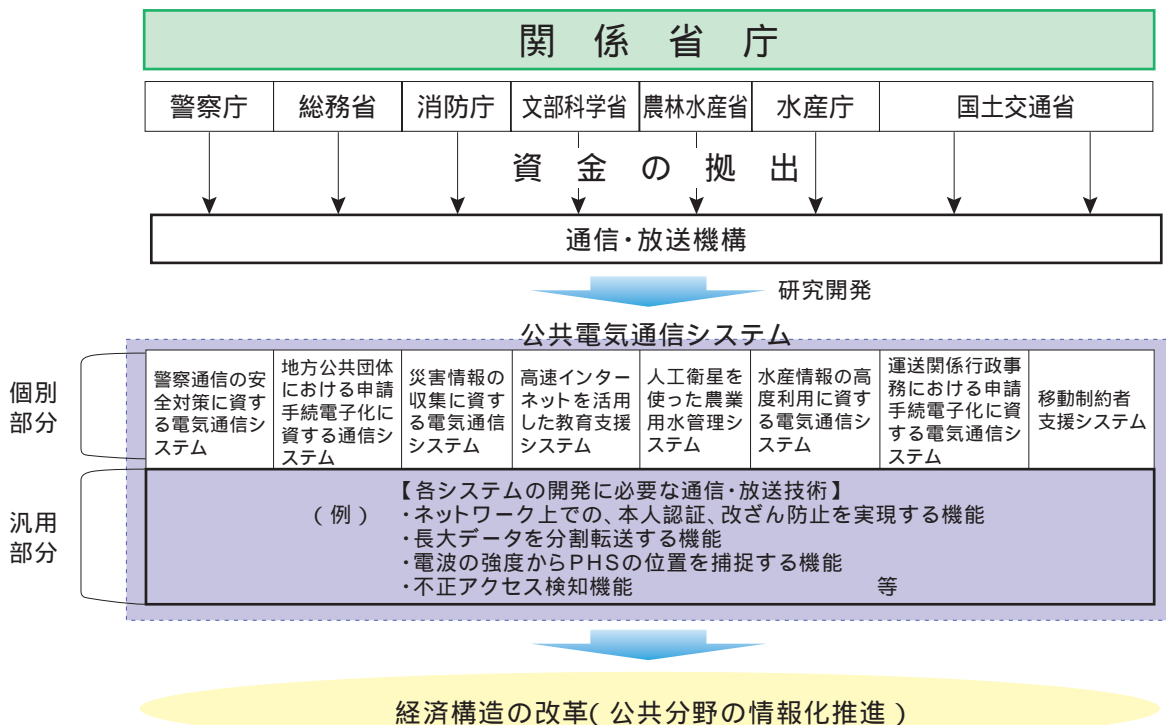 関係省庁
警察庁
総務省
消防庁
文部科学省
農林水産省
水産庁
国土交通省
資金の拠出
通信・放送機構
研究開発
公共電気通信システム
個別
部分
警察通信の安
全対策に資す
る電気通信シ
ステム
地方公共団体
における申請
手続電子化に
資する通信シ
ステム
災害情報の
収集に資する
電気通信
システム
高速インター
ネットを活用
した教育支援
システム
人工衛星を
使った農業
用水管理シ
ステム
水産情報の高
度利用に資す
る電気通信
システム
運送関係行政事
務における申請
手続電子化に資
する電気通信シ
ステム
移動制約者
支援システム
汎用
部分
【各システムの開発に必要な通信・放送技術】
(例) ・ネットワーク上での、本人認証、改ざん防止を実現する機能
・長大データを分割転送する機能
・電波の強度からPHSの位置を捕捉する機能
・不正アクセス検知機能 等
経済構造の改革(公共分野の情報化推進)